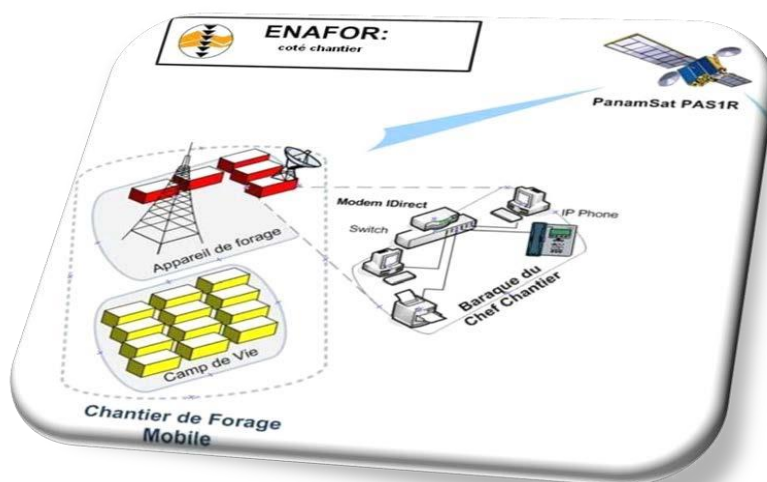 ENAFOR:
coté chantier
PanamSat PAS1R
Modem IDirect
IP Phone
Switch
Appareil de forage
Baraque du
Chef Chantier
Camp de Vie
Chantier de Forage
Mobile